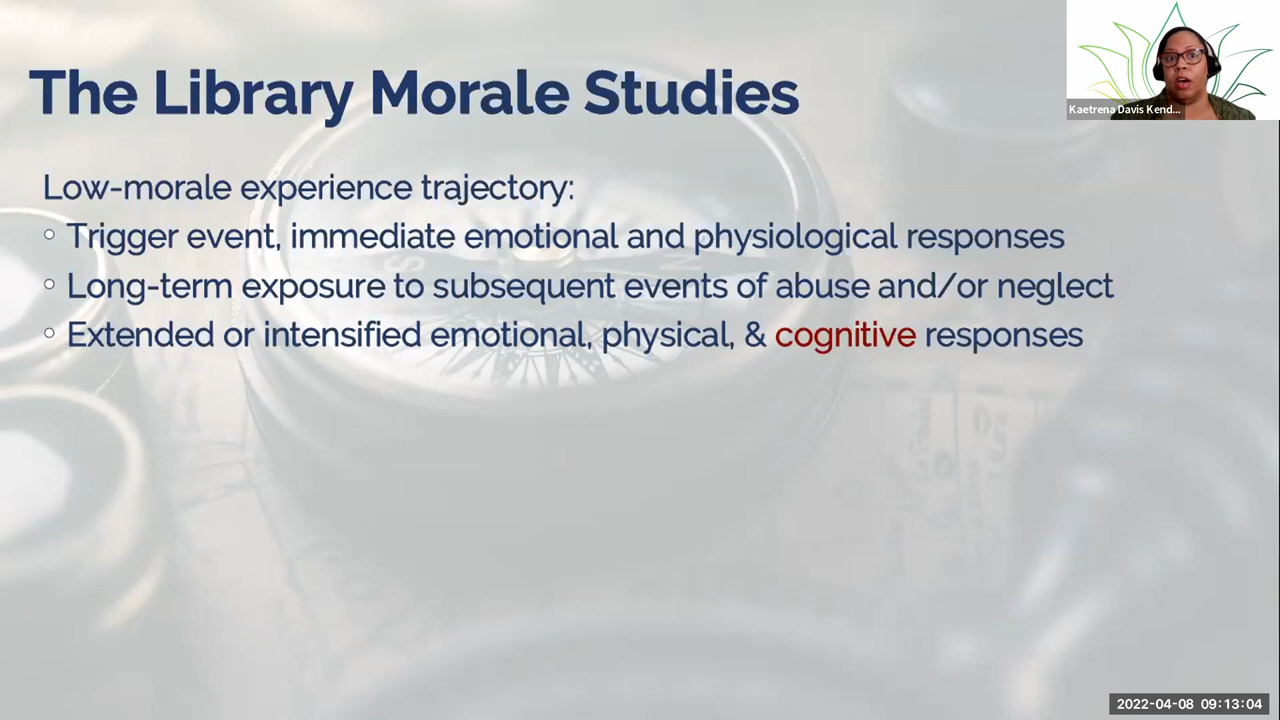 The Library Morale Studies
Kaetrena Davis Kend...
Low-morale experience trajectory:
◦ Trigger event, immediate emotional and physiological responses
◦ Long-term exposure to subsequent events of abuse and/or neglect
◦ Extended or intensified emotional, physical, & cognitive responses
2022-04-08 09:13:04